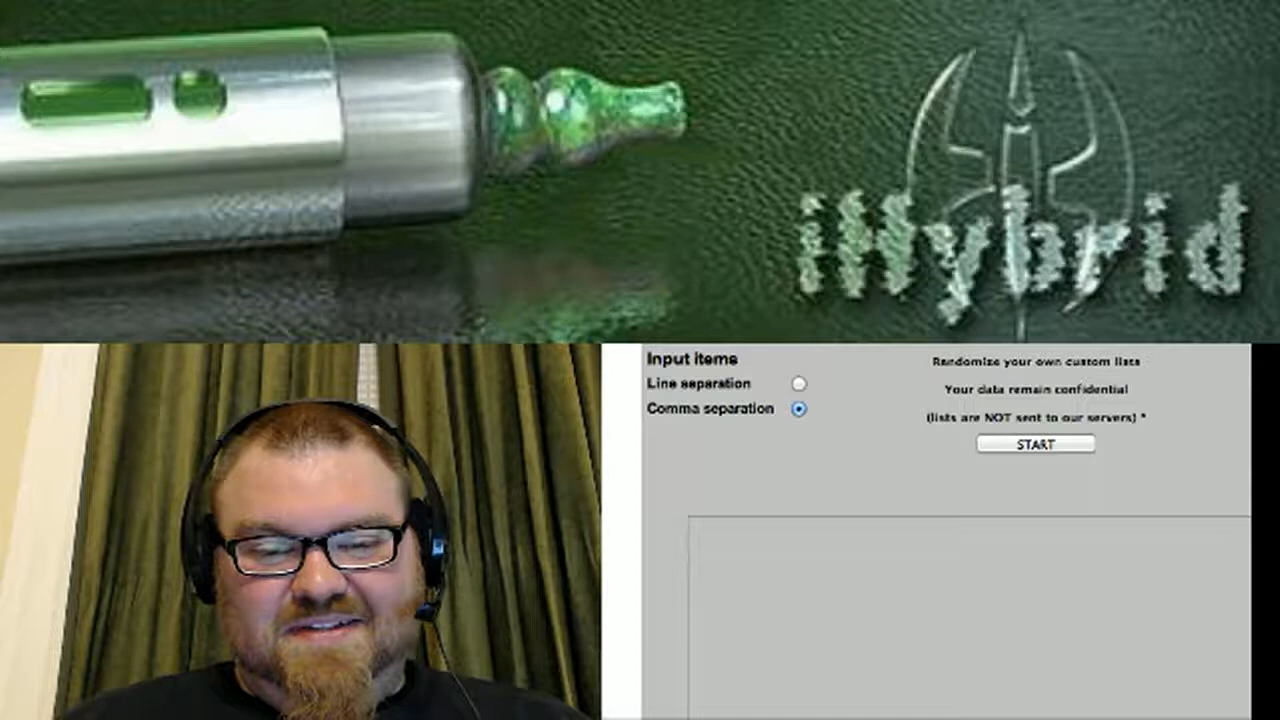 iHybrid
Input items
Line separation
Comma separation
Randomize your own custom lists
Your data remain confidential
(lists are NOT sent to our servers) *
START